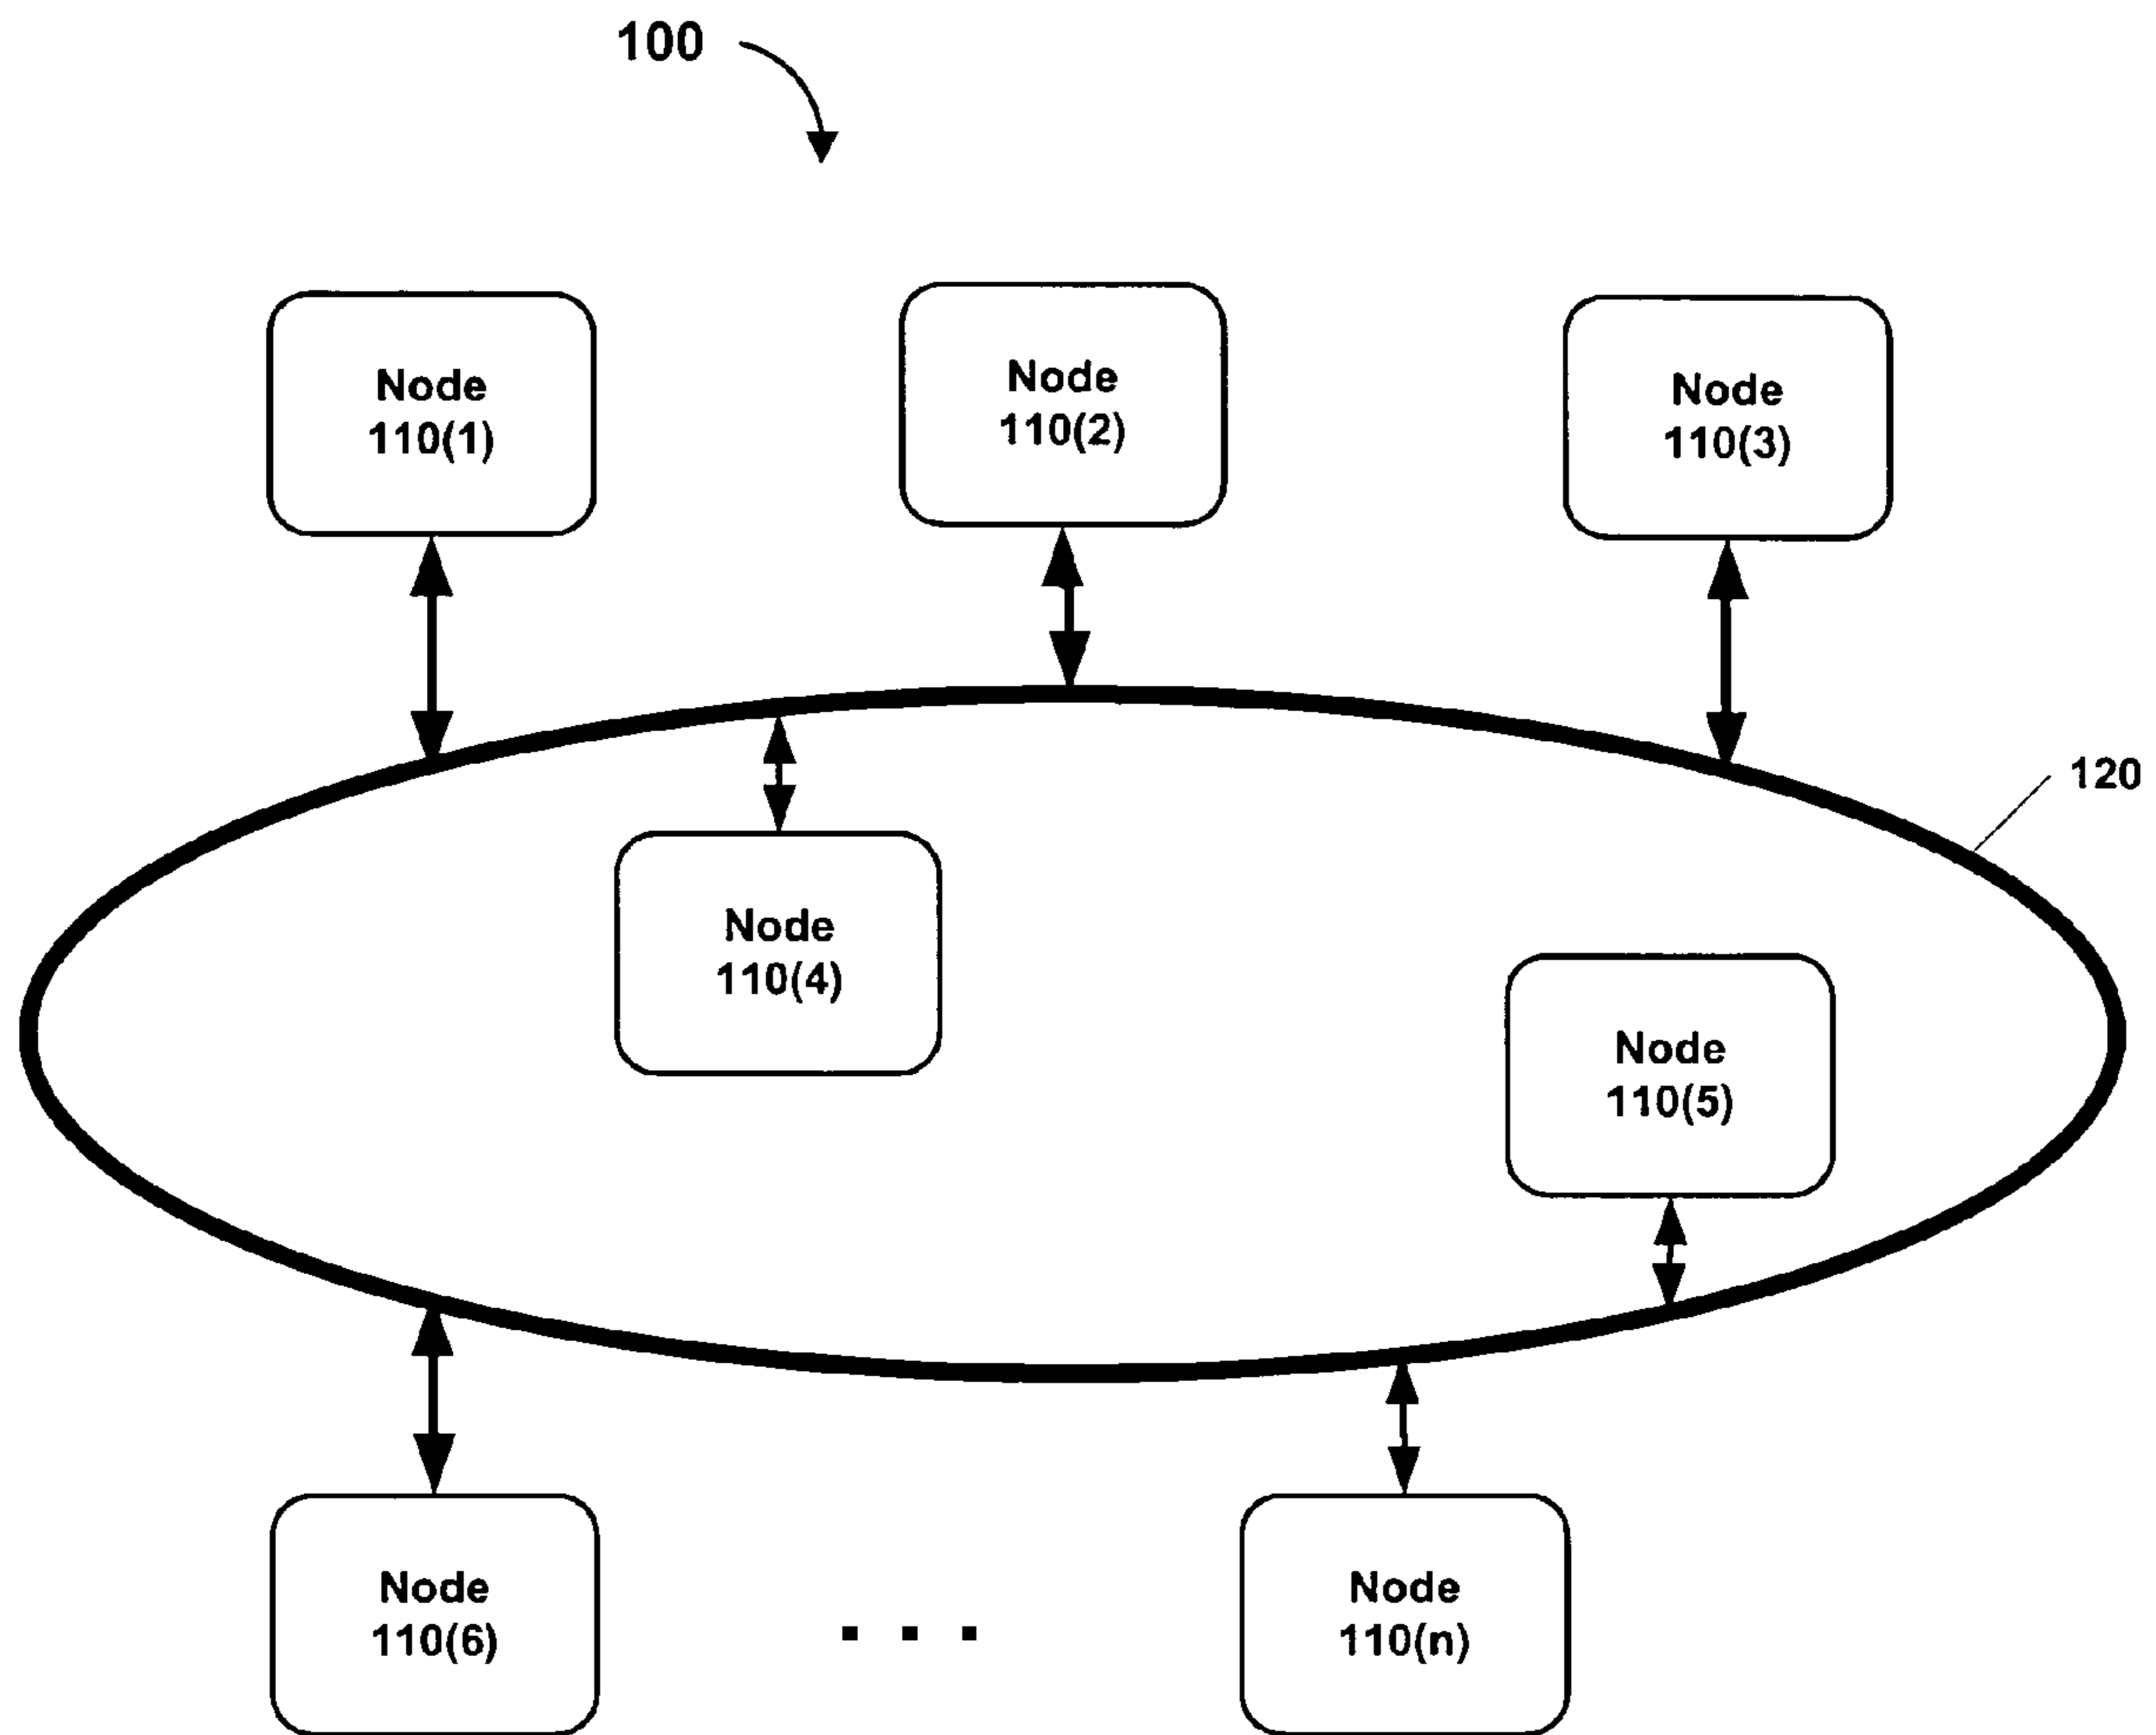 100
Node
110(1)
Node
110(2)
Node
110(3)
120
Node
110(4)
Node
110(5)
Node
110(6)
. . .
Node
110(n)